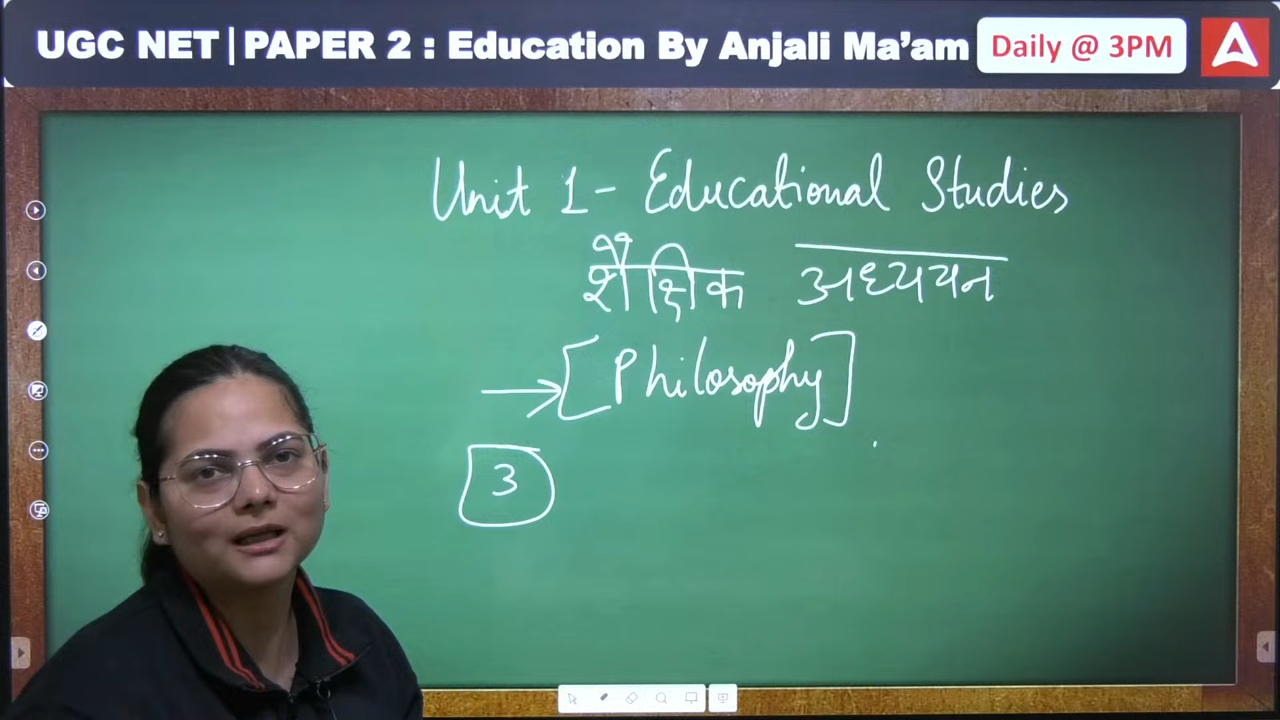 UGC NET | PAPER 2 : Education By Anjali Ma'am Daily @ 3PM
Unit 1 - Educational Studies
शैक्षिक अध्ययन
→ [Philosophy]
3